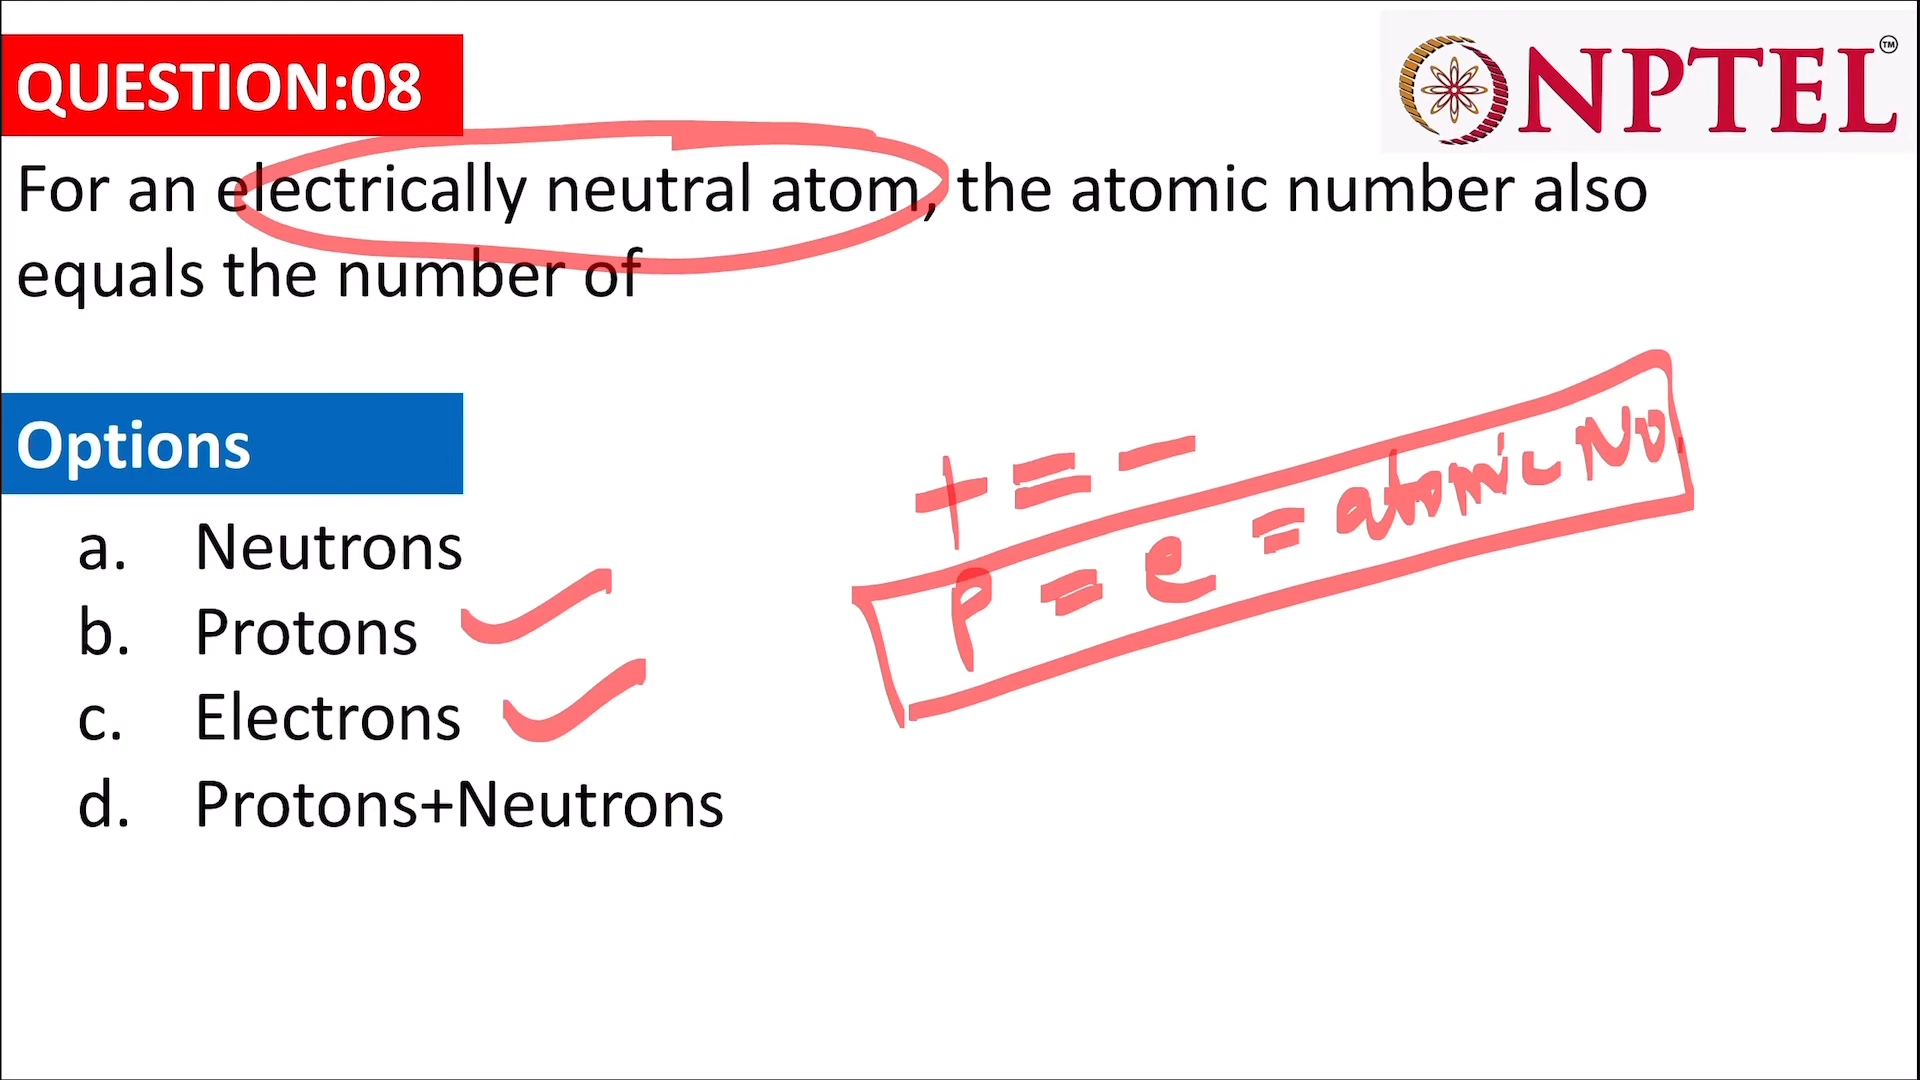 QUESTION:08
NPTEL™
For an electrically neutral atom, the atomic number also
equals the number of
Options
+ = -
P = e = atomic No.
a. Neutrons
b. Protons
c. Electrons
d. Protons+Neutrons